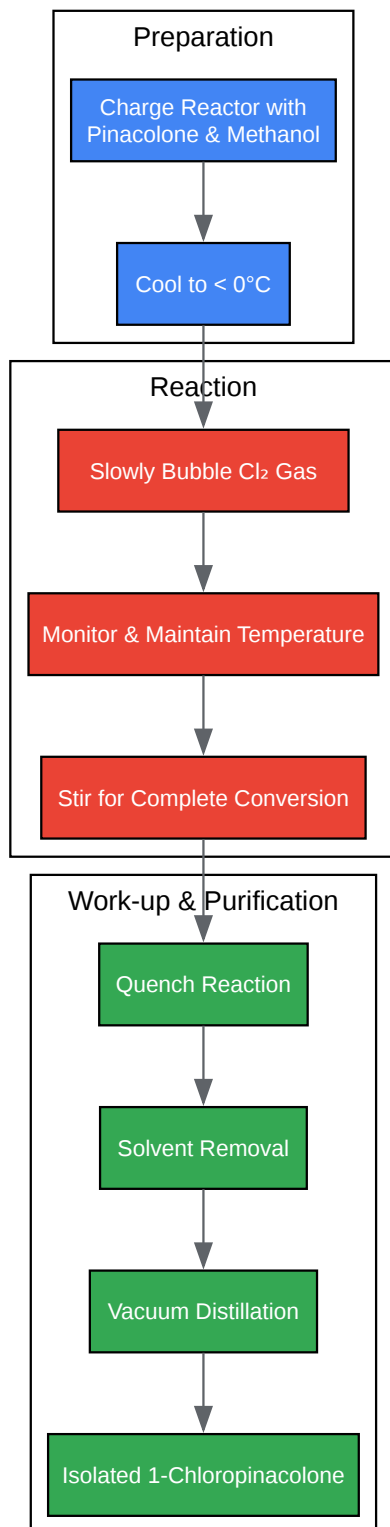 Preparation
Charge Reactor with
Pinacolone & Methanol
Cool to < 0°C
Reaction
Slowly Bubble Cl₂ Gas
Monitor & Maintain Temperature
Stir for Complete Conversion
Work-up & Purification
Quench Reaction
Solvent Removal
Vacuum Distillation
Isolated 1-Chloropinacolone